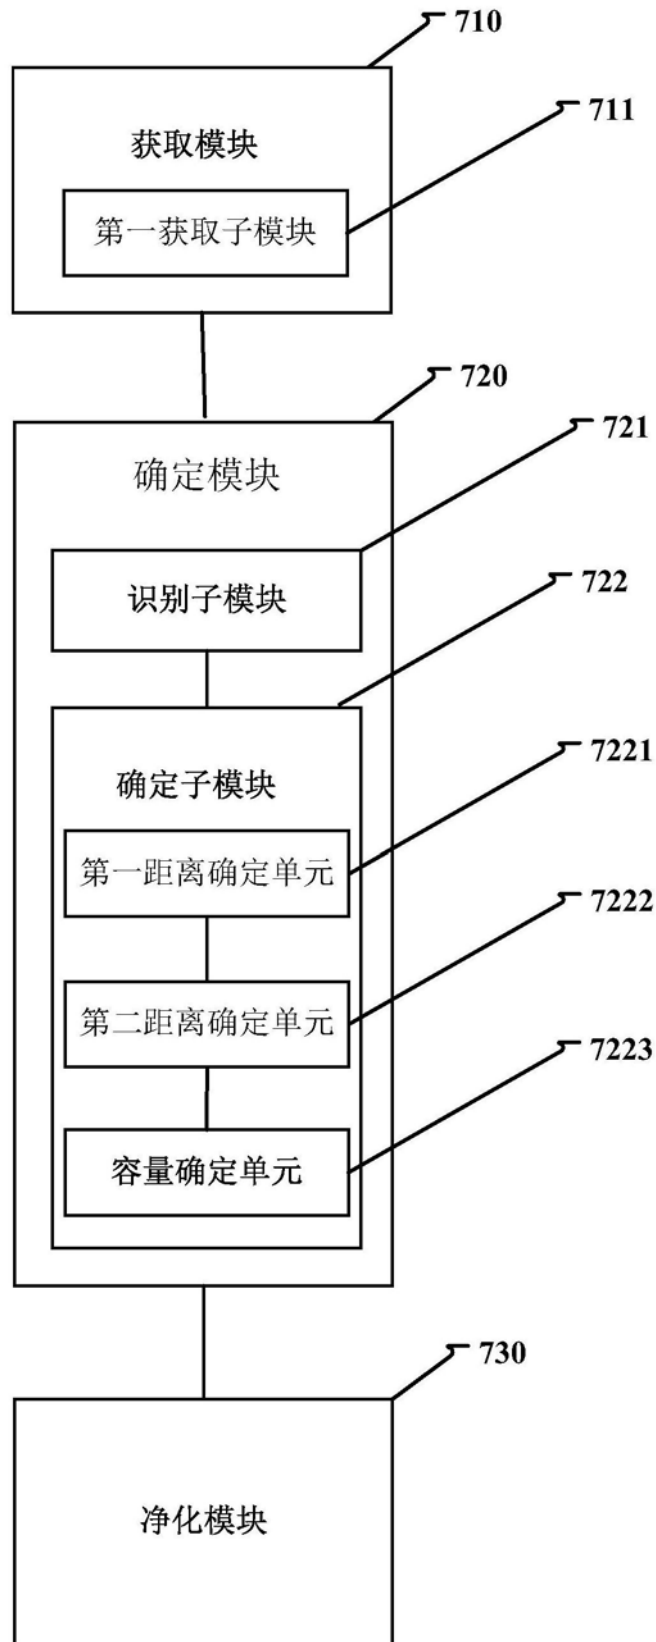 710
711
获取模块
第一获取子模块
720
721
确定模块
722
识别子模块
7221
确定子模块
第一距离确定单元
7222
第二距离确定单元
7223
容量确定单元
730
净化模块